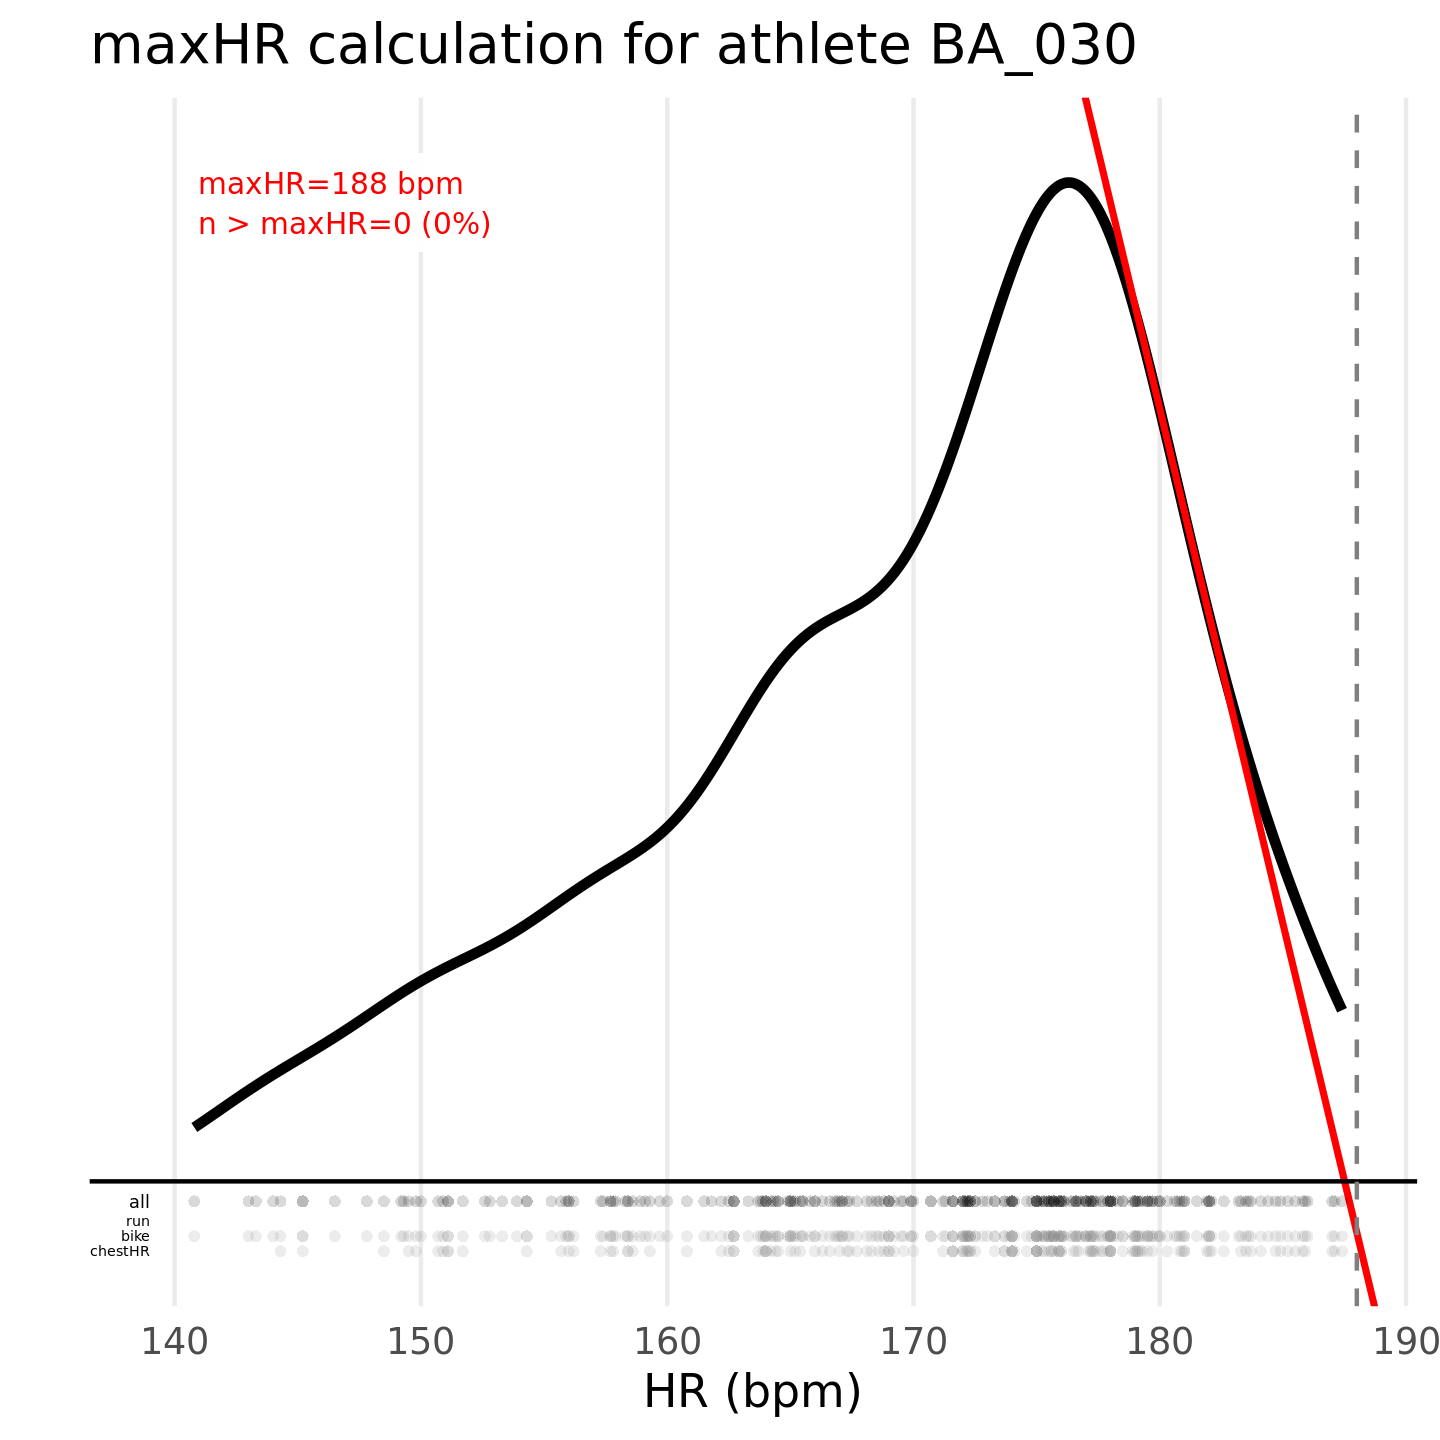 maxHR calculation for athlete BA_030
maxHR=188 bpm
n > maxHR=0 (0%)
all
run
bike
chestHR
140 150 160 170 180 190
HR (bpm)